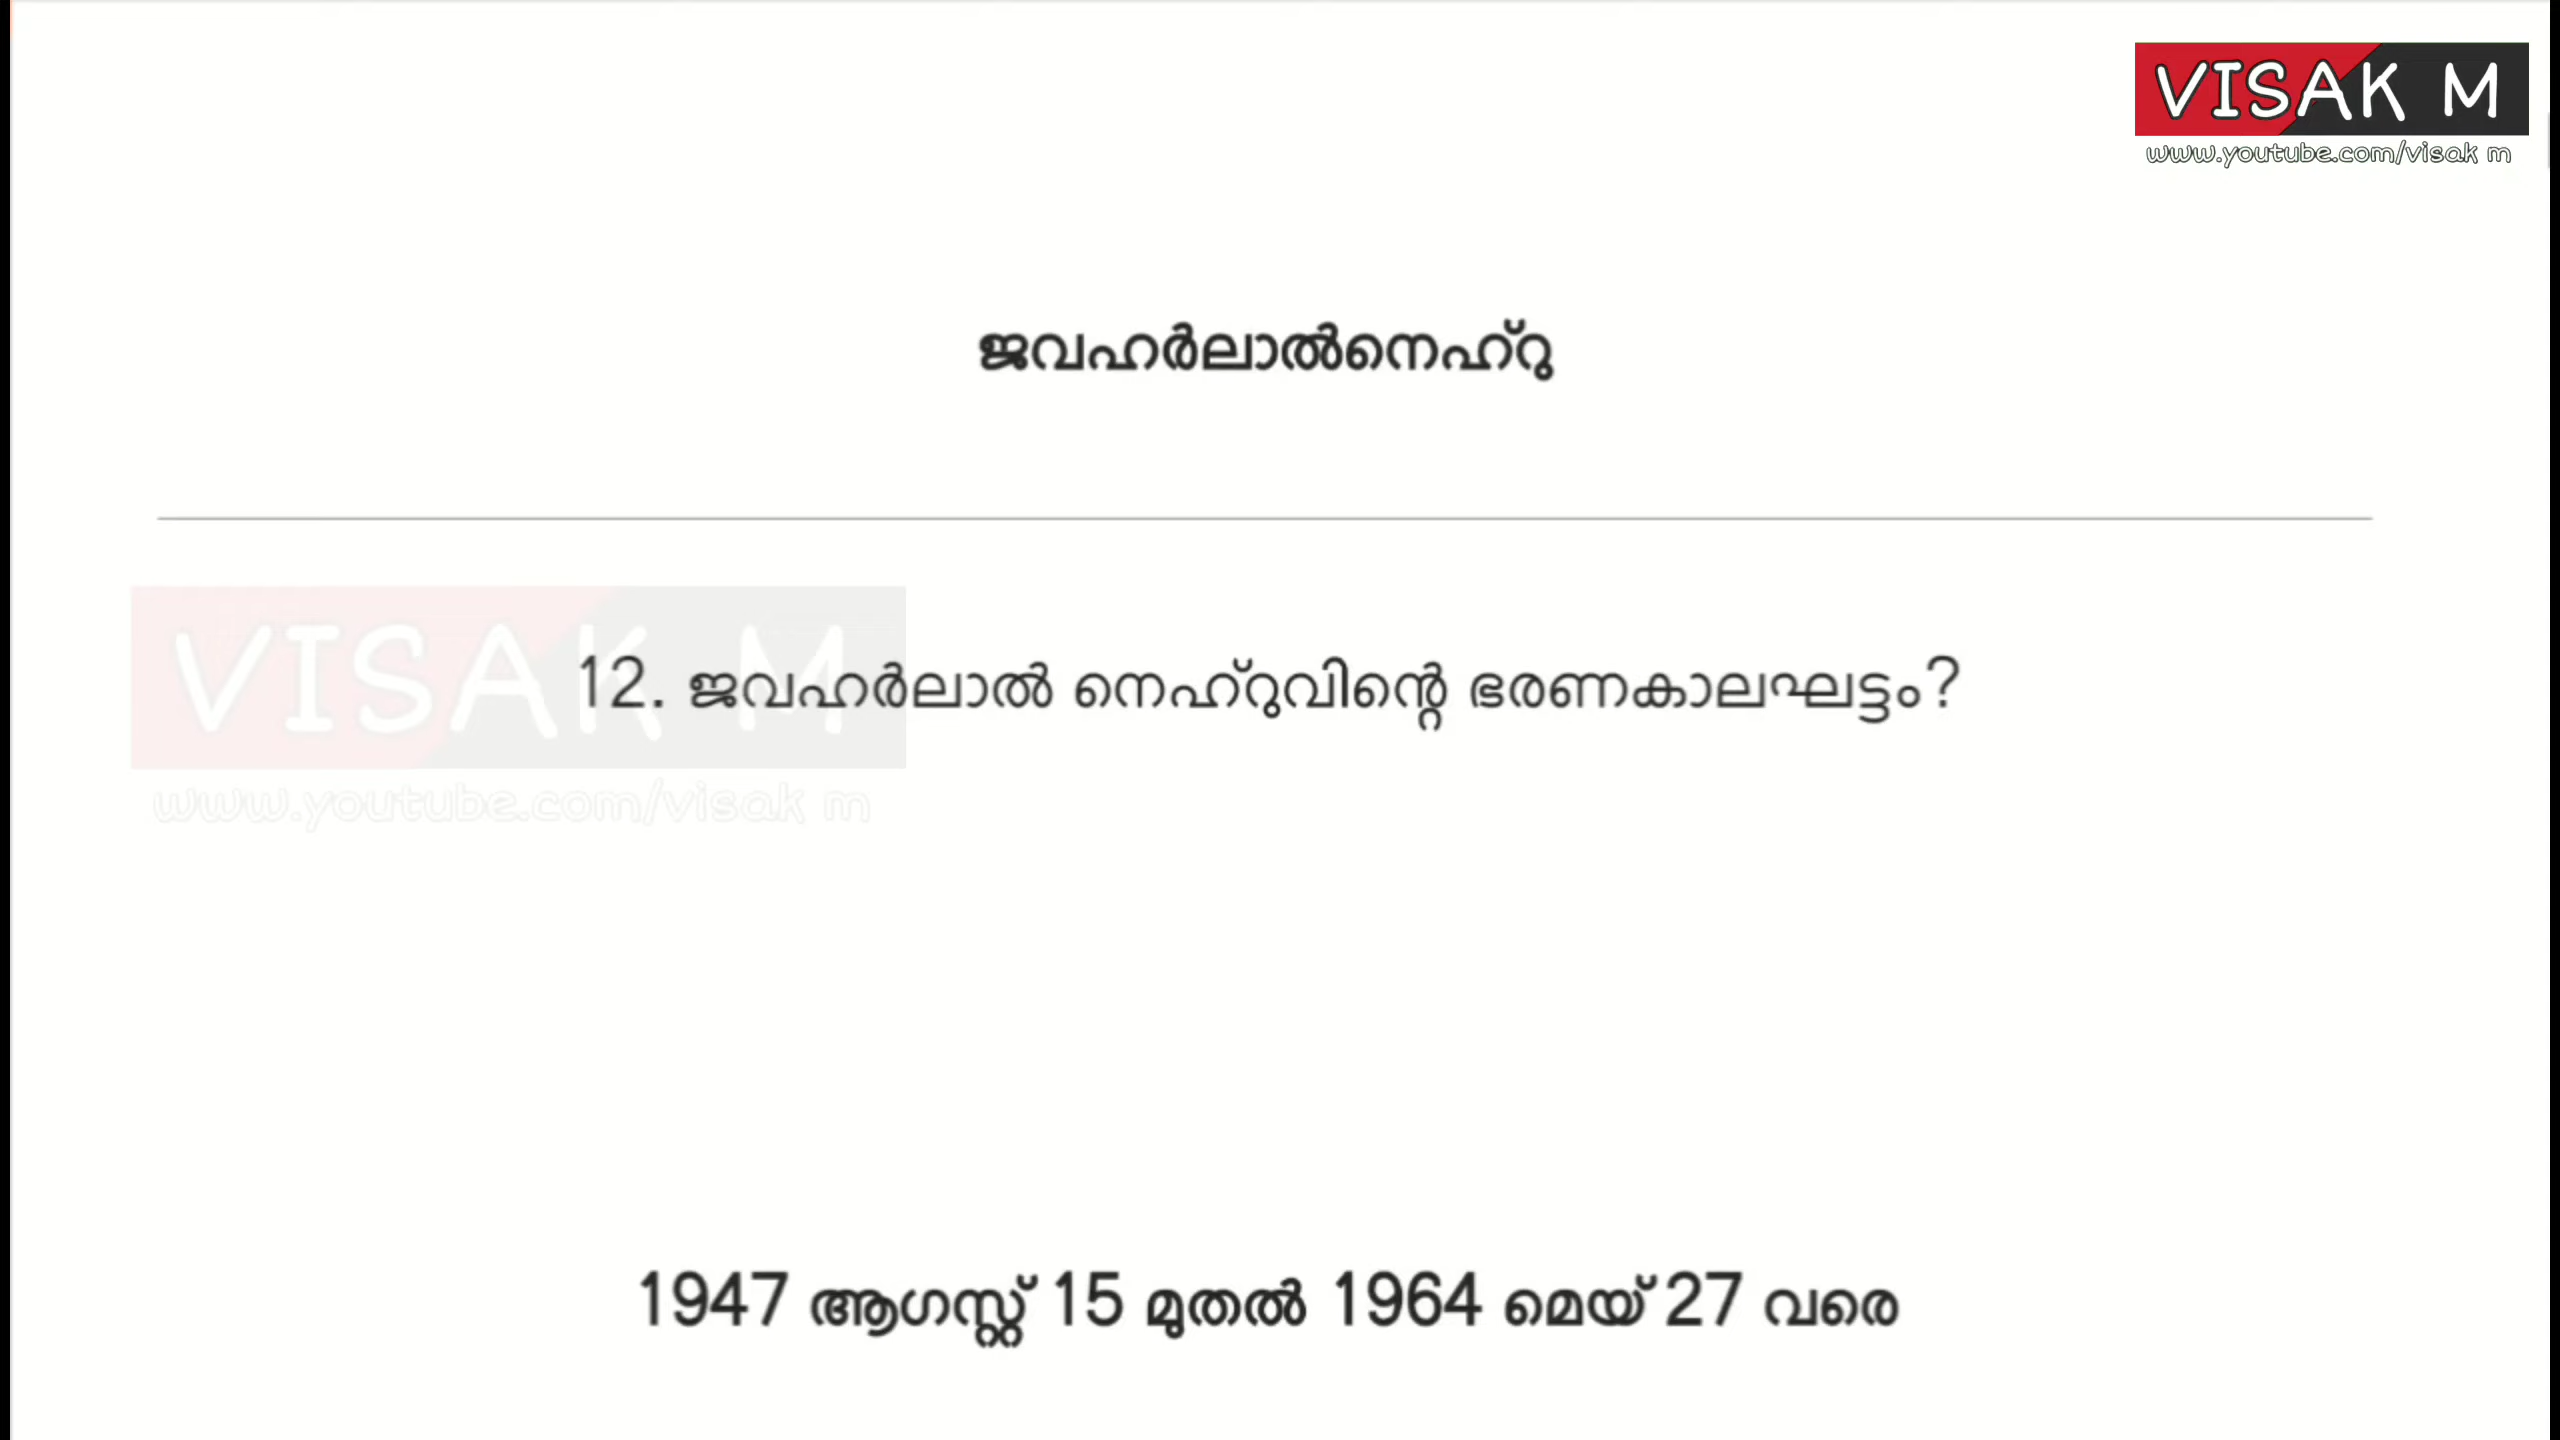 VISAK M
www.youtube.com/visak m
ജവഹർലാൽനെഹ്റു
VISAK M
12. ജവഹർലാൽ നെഹ്റുവിന്റെ ഭരണകാലഘട്ടം?
www.youtube.com/visak m
1947 ആഗസ്റ്റ് 15 മുതൽ 1964 മെയ് 27 വരെ